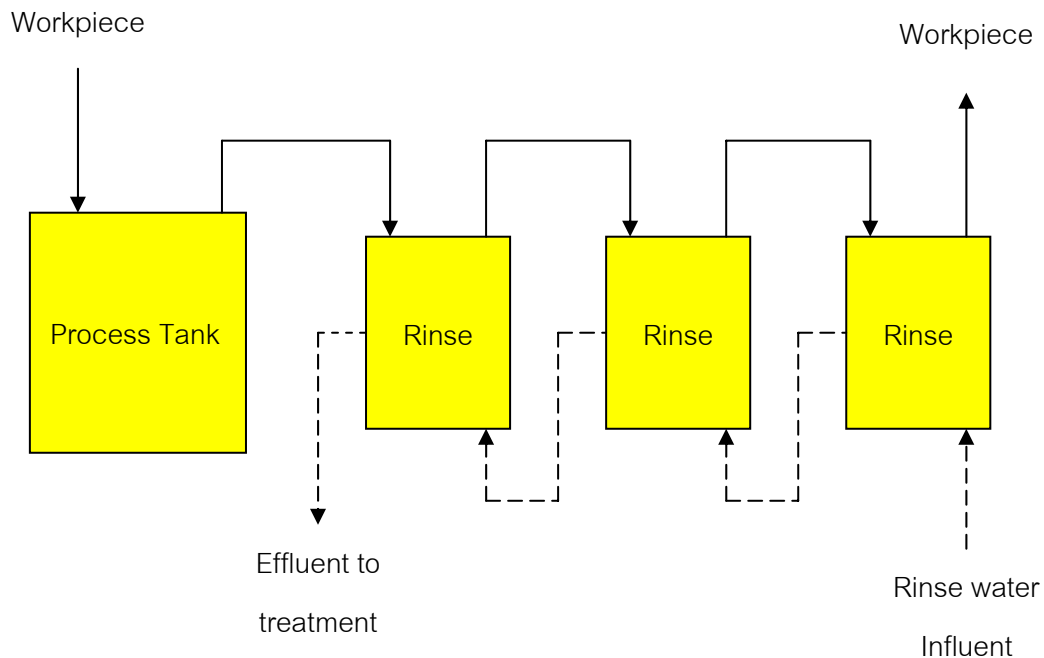 Workpiece
Workpiece
Process Tank
Rinse
Rinse
Rinse
Effluent to
treatment
Rinse water
Influent